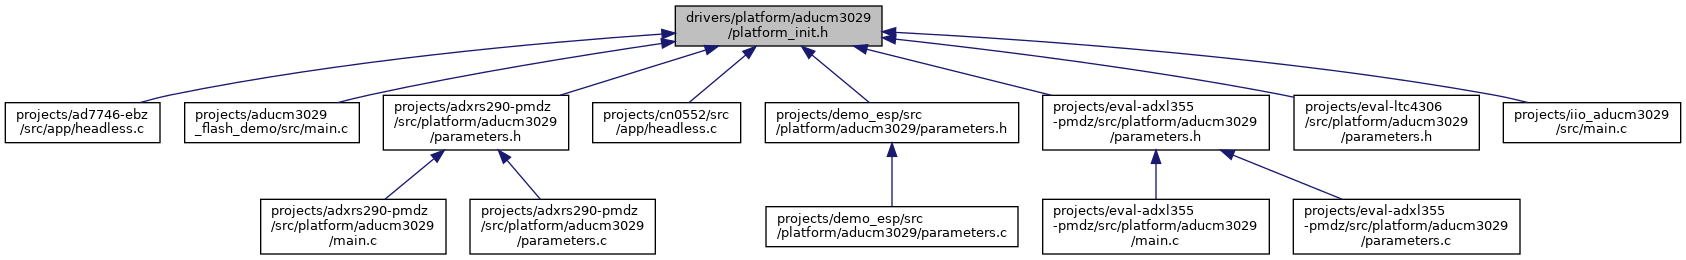 drivers/platform/aducm3029
/platform_init.h
projects/ad7746-ebz
/src/app/headless.c
projects/aducm3029
_flash_demo/src/main.c
projects/adxrs290-pmdz
/src/platform/aducm3029
/parameters.h
projects/cn0552/src
/app/headless.c
projects/demo_esp/src
/platform/aducm3029/parameters.h
projects/eval-adxl355
-pmdz/src/platform/aducm3029
/parameters.h
projects/eval-ltc4306
/src/platform/aducm3029
/parameters.h
projects/iio_aducm3029
/src/main.c
projects/adxrs290-pmdz
/src/platform/aducm3029
/main.c
projects/adxrs290-pmdz
/src/platform/aducm3029
/parameters.c
projects/demo_esp/src
/platform/aducm3029/parameters.c
projects/eval-adxl355
-pmdz/src/platform/aducm3029
/main.c
projects/eval-adxl355
-pmdz/src/platform/aducm3029
/parameters.c